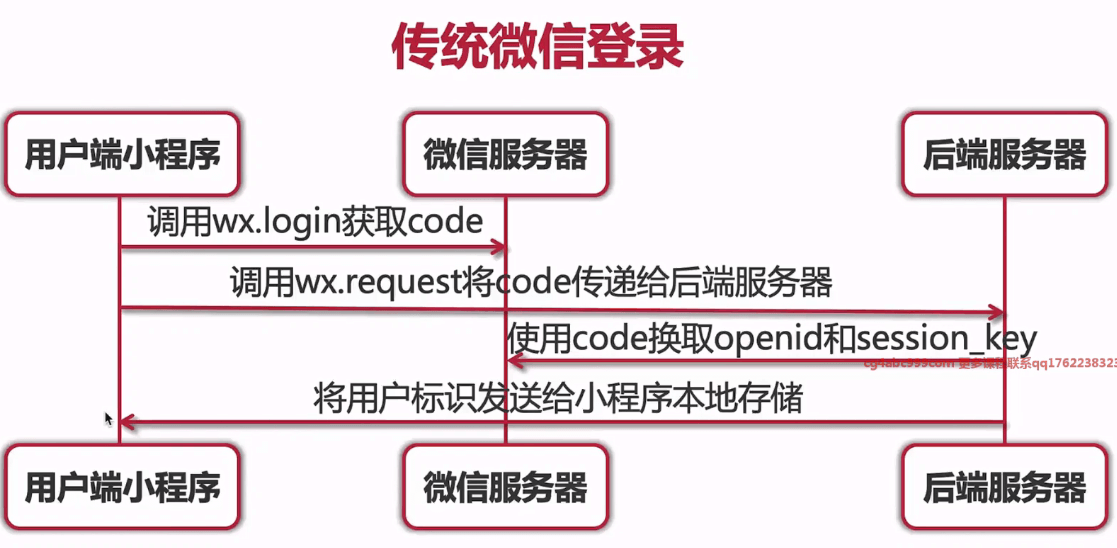 传统微信登录
用户端小程序
微信服务器
后端服务器
调用wx.login获取code
调用wx.request将code传递给后端服务器
使用code换取openid和session_key
更多课程联系qq1762238323
将用户标识发送给小程序本地存储
用户端小程序
微信服务器
后端服务器